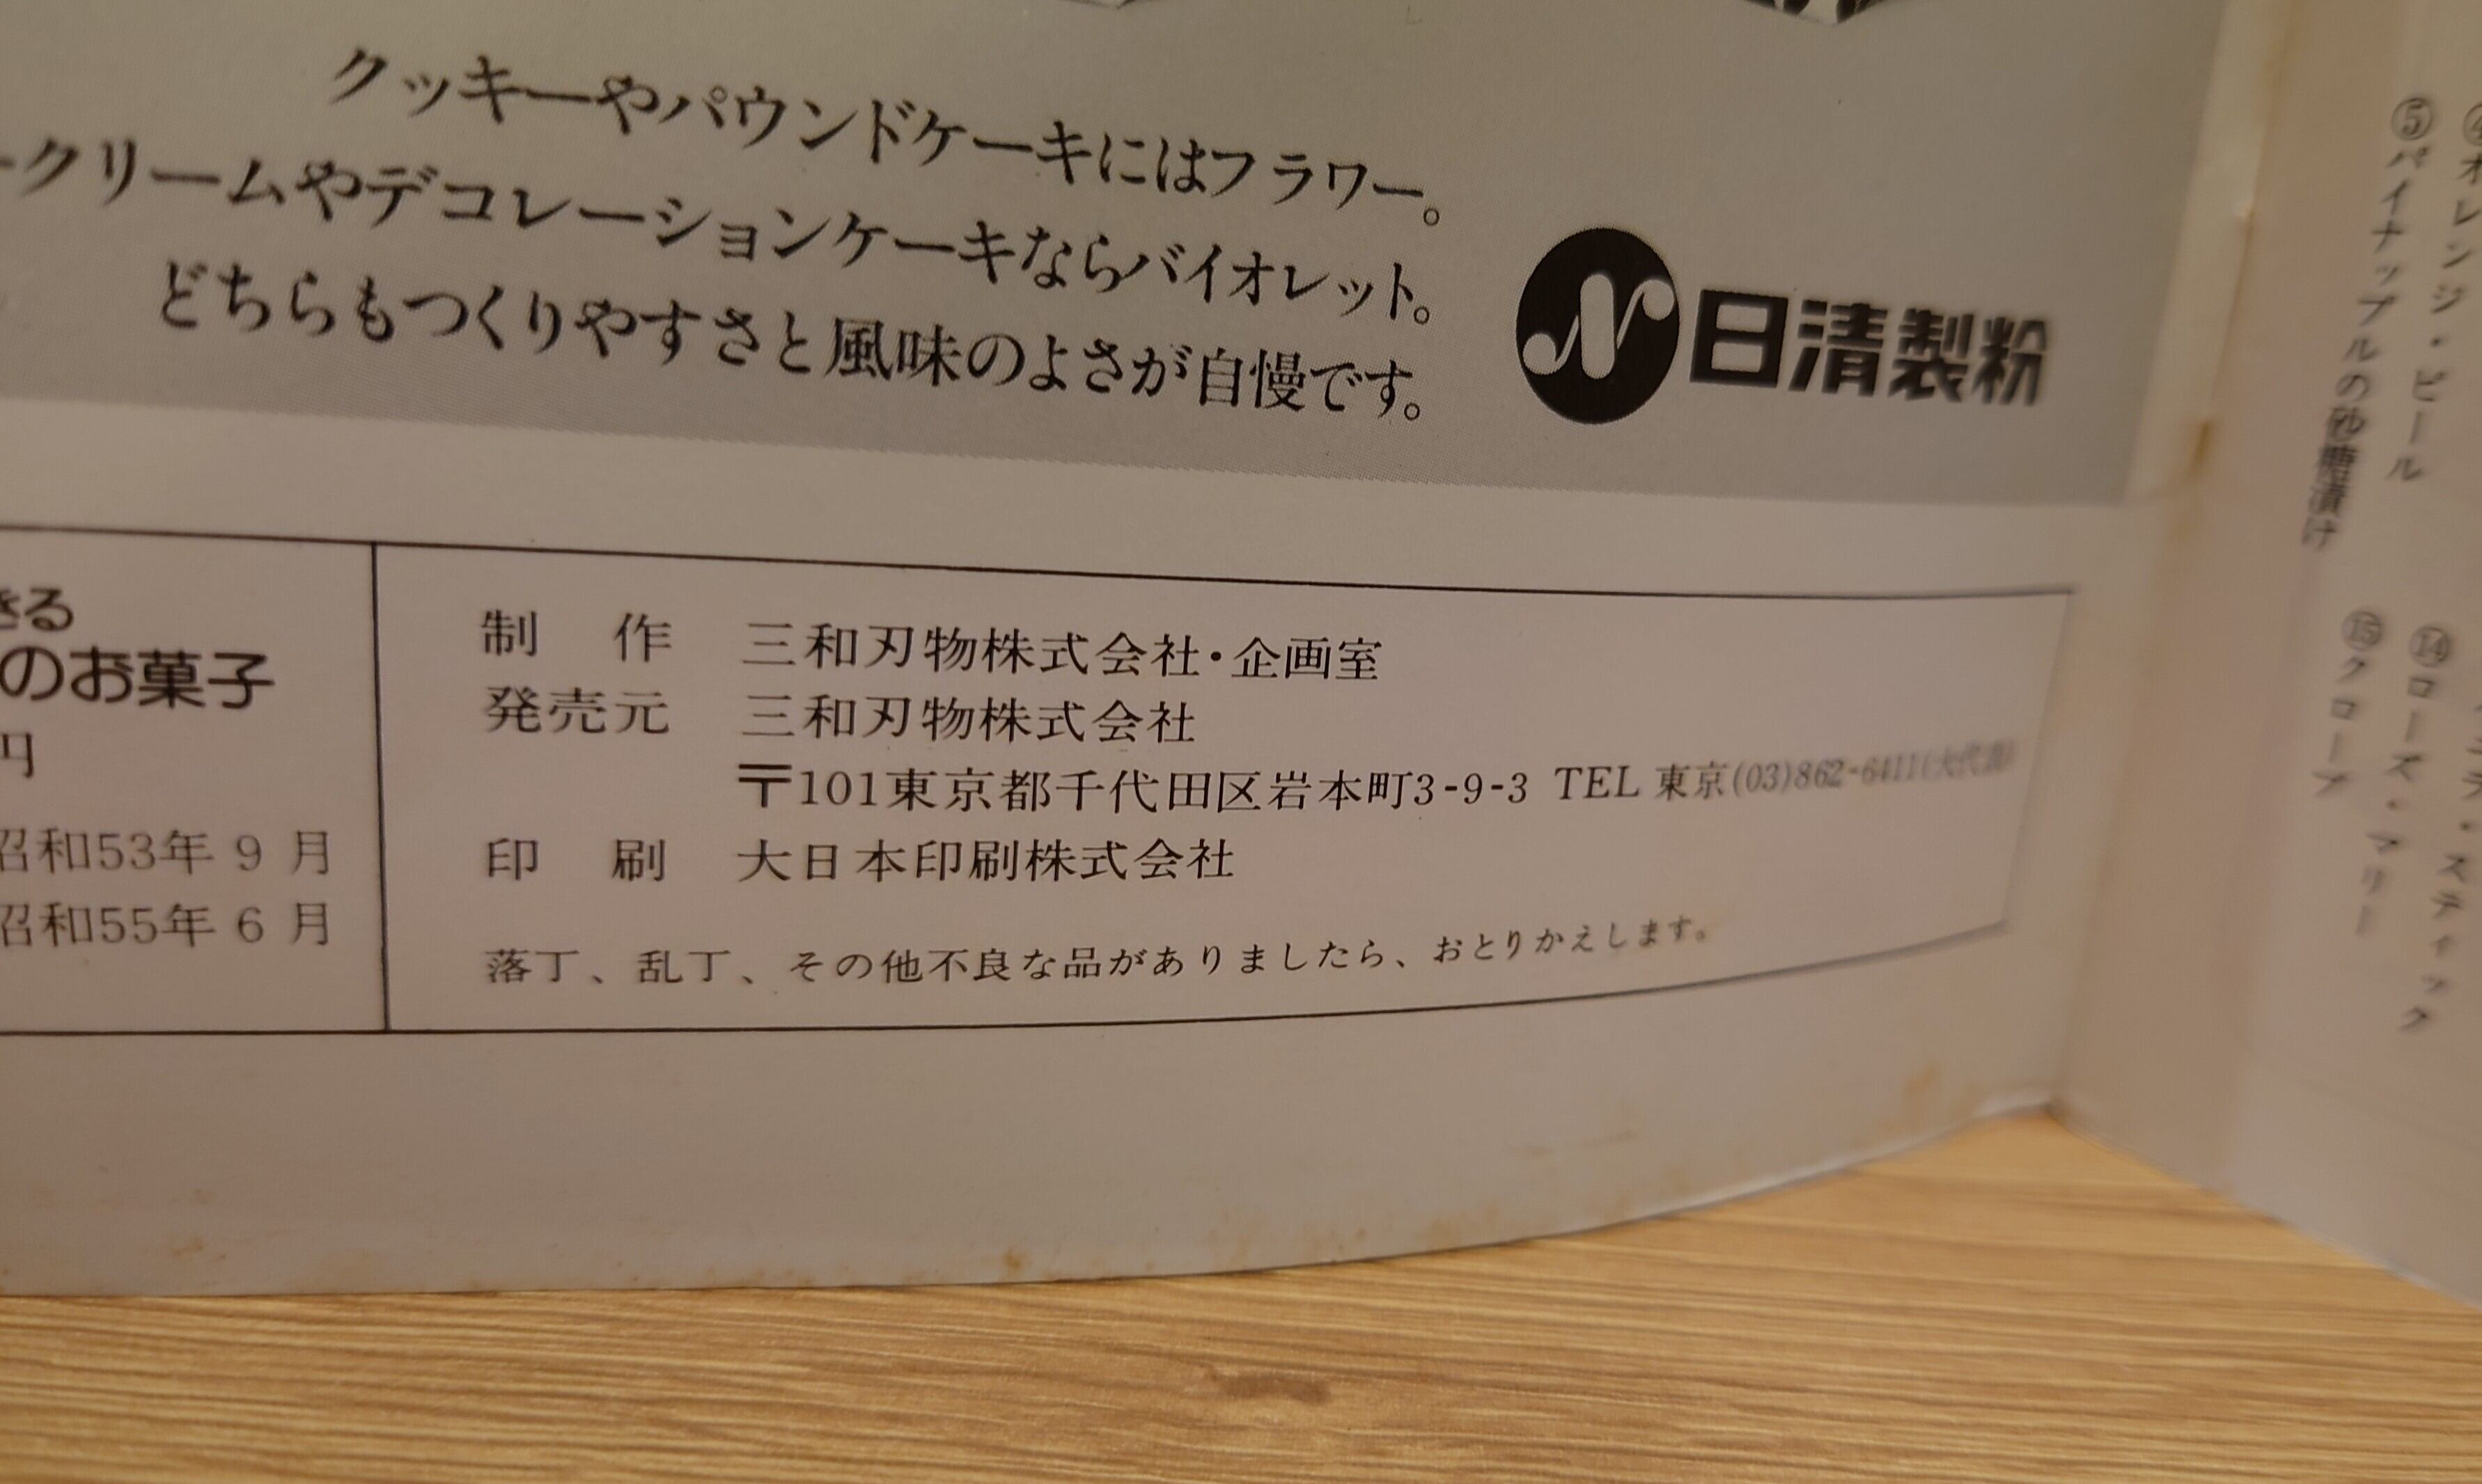 クッキーやパウンドケーキにはフラワー。
ークリームやデコレーションケーキならバイオレット。
どちらもつくりやすさと風味のよさが自慢です。
日清製粉
きる
のお菓子
円
昭和53年9月
昭和55年6月
制 作 三和刃物株式会社・企画室
発売元 三和刃物株式会社
〒101東京都千代田区岩本町3-9-3 TEL 東京(03)862-6411(大代表)
印 刷 大日本印刷株式会社
落丁、乱丁、その他不良な品がありましたら、おとりかえします。
④オレンジ・ピール
⑤パイナップルの砂糖漬け
⑭ローズ・マリー
⑮クローブ